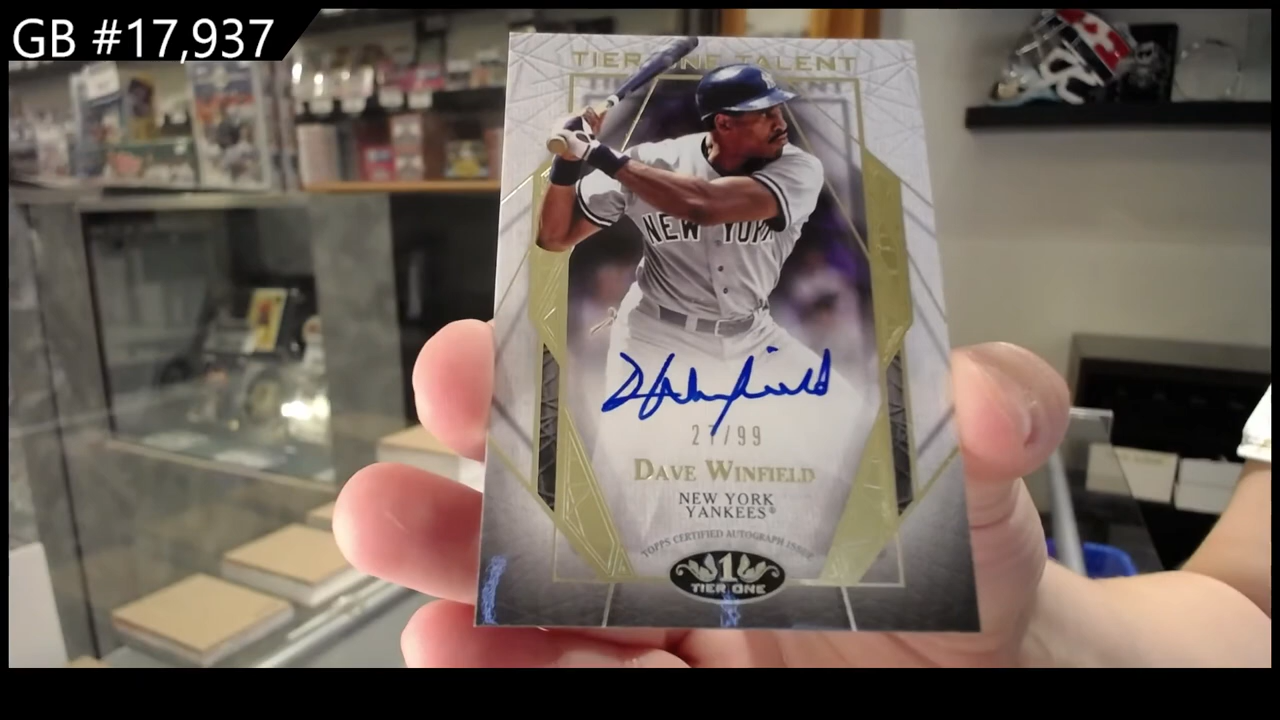 GB #17,937
TIER ONE TALENT
NEW YORK
27/99
DAVE WINFIELD
NEW YORK
YANKEES®
TOPPS CERTIFIED AUTOGRAPH ISSUE
1
TIER ONE